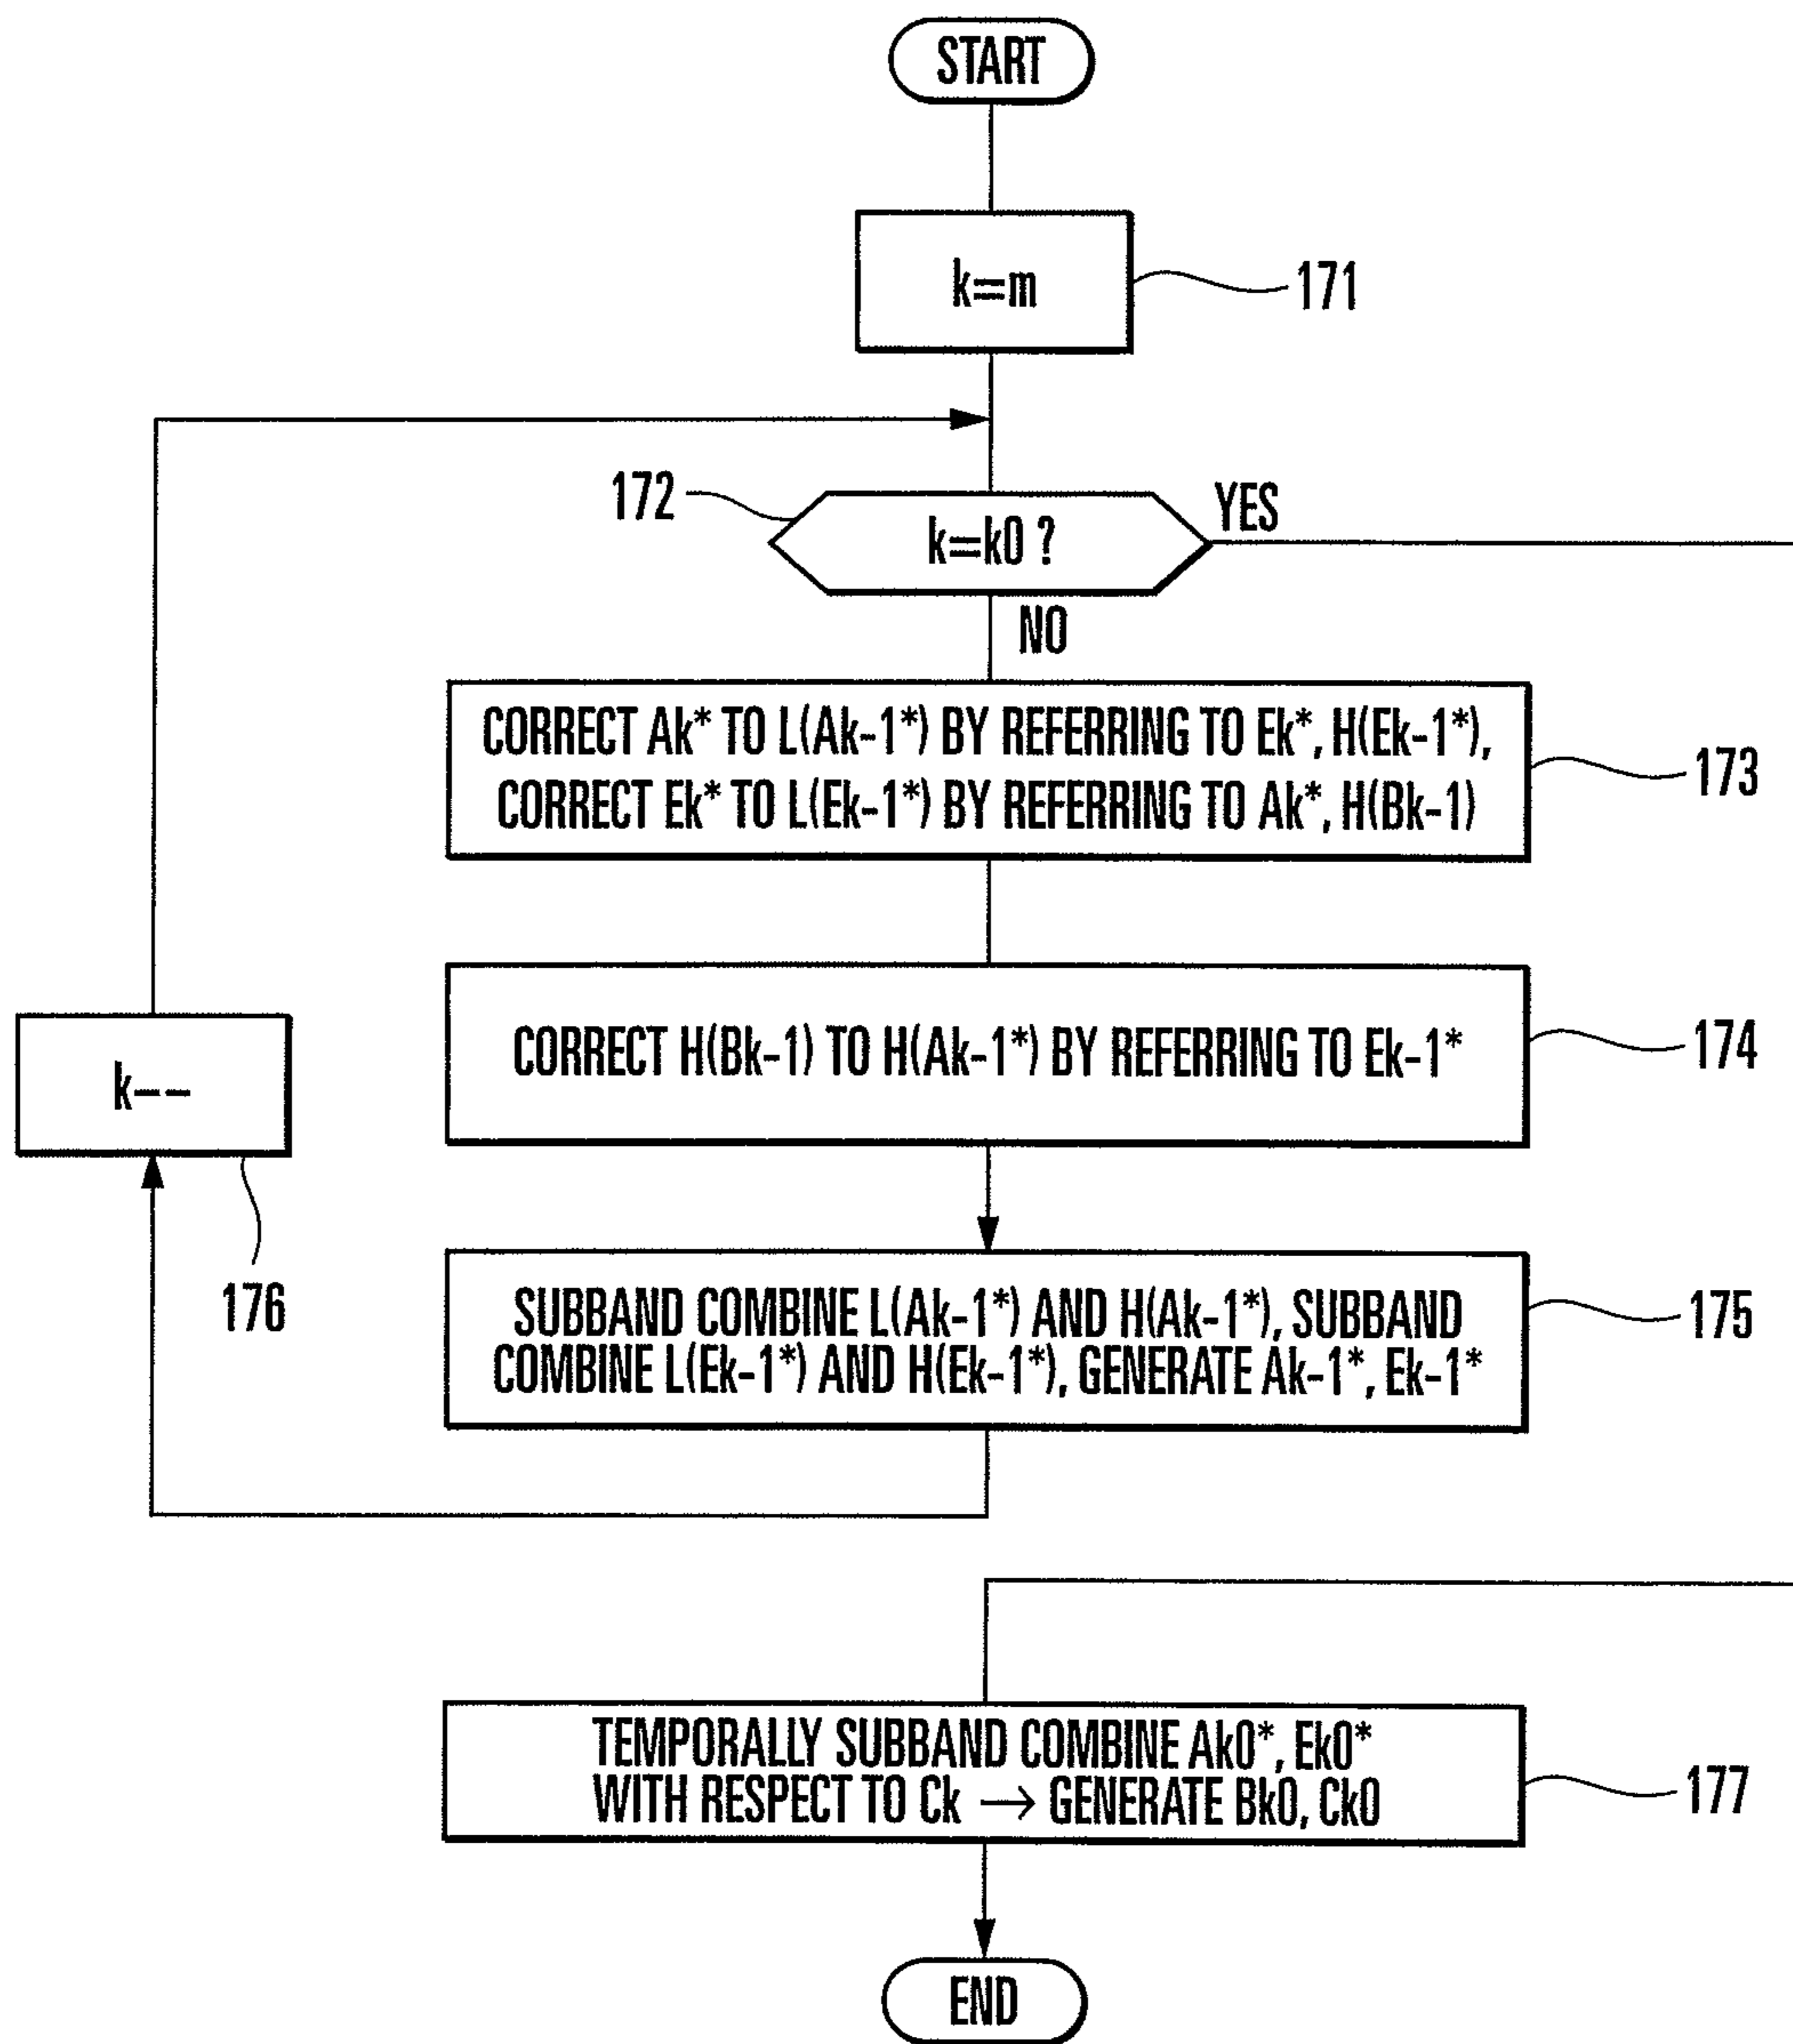 START
k=m
171
172
k=k0 ?
YES
NO
CORRECT Ak* TO L(Ak-1*) BY REFERRING TO Ek*, H(Ek-1*),
CORRECT Ek* TO L(Ek-1*) BY REFERRING TO Ak*, H(Bk-1)
173
CORRECT H(Bk-1) TO H(Ak-1*) BY REFERRING TO Ek-1*
174
k--
176
SUBBAND COMBINE L(Ak-1*) AND H(Ak-1*), SUBBAND
COMBINE L(Ek-1*) AND H(Ek-1*), GENERATE Ak-1*, Ek-1*
175
TEMPORALLY SUBBAND COMBINE Ak0*, Ek0*
WITH RESPECT TO Ck → GENERATE Bk0, Ck0
177
END